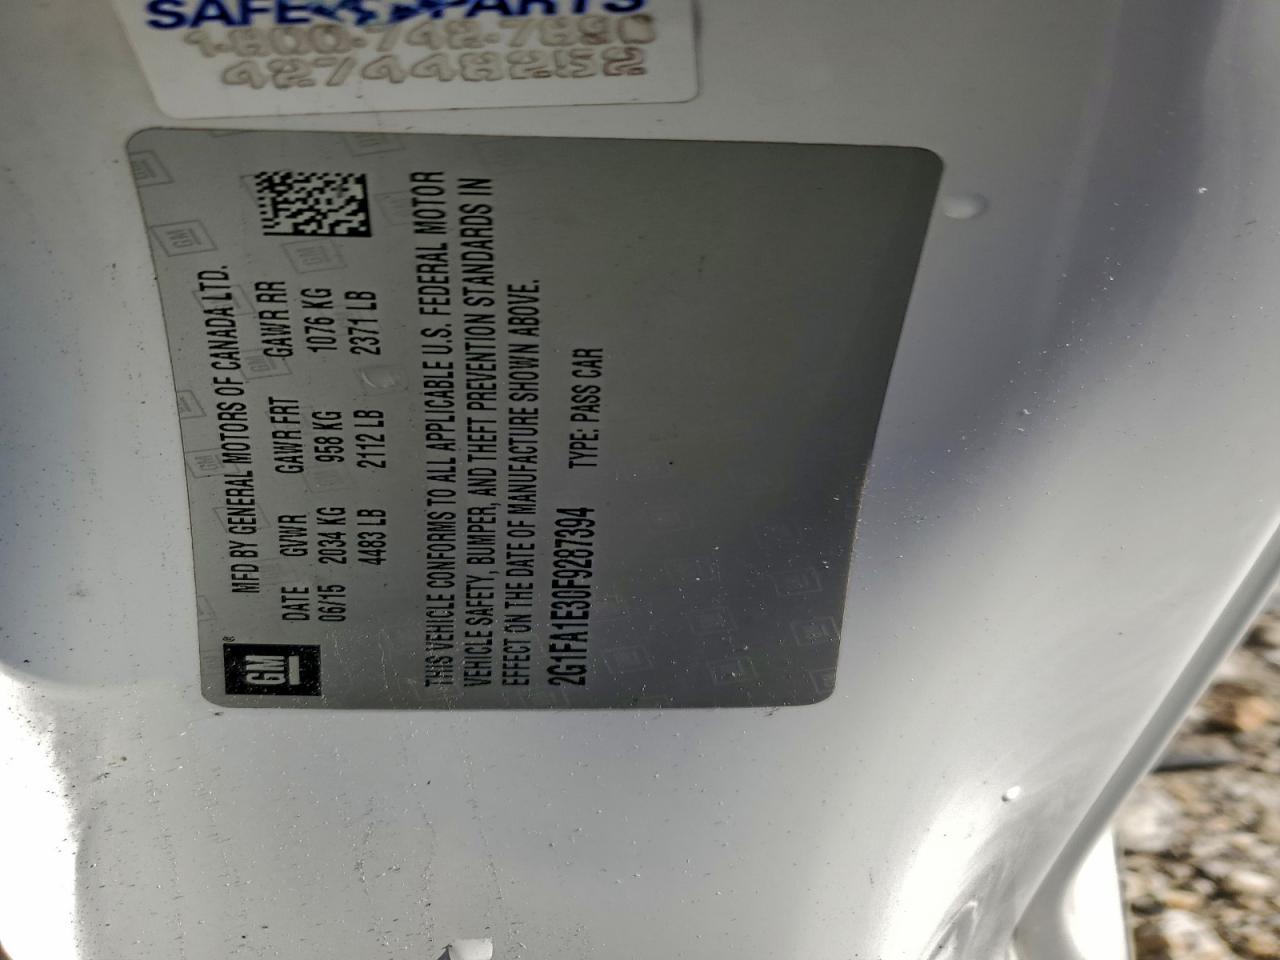 SAFE PARTS
1-800-742-7890
427448252
GM®
MFD BY GENERAL MOTORS OF CANADA LTD.
DATE GVWR GAWR FRT GAWR RR
06/15 2034 KG 958 KG 1076 KG
4483 LB 2112 LB 2371 LB
THIS VEHICLE CONFORMS TO ALL APPLICABLE U.S. FEDERAL MOTOR
VEHICLE SAFETY, BUMPER, AND THEFT PREVENTION STANDARDS IN
EFFECT ON THE DATE OF MANUFACTURE SHOWN ABOVE.
2G1FA1E30F9287394 TYPE: PASS CAR